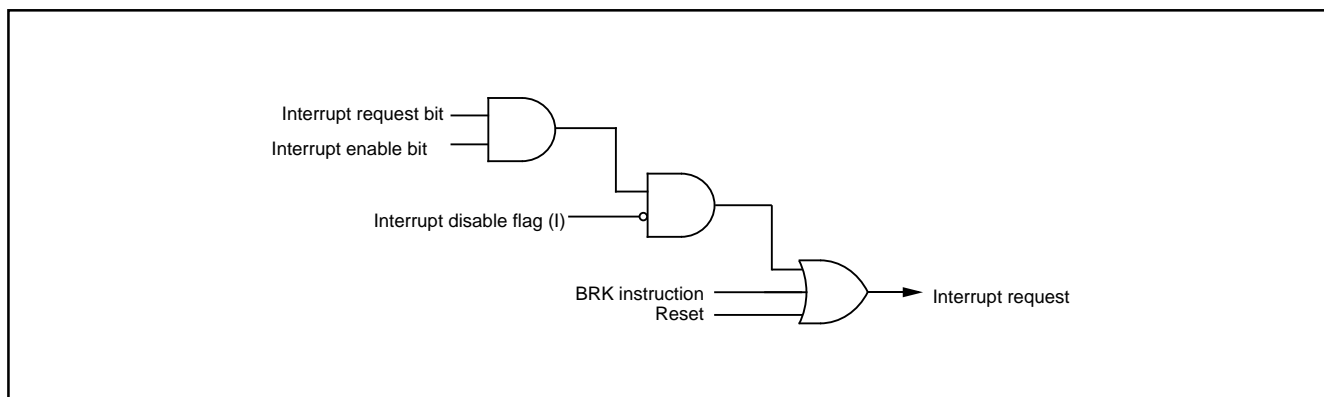 Interrupt request bit
Interrupt enable bit
Interrupt disable flag (I)
BRK instruction
Reset
Interrupt request